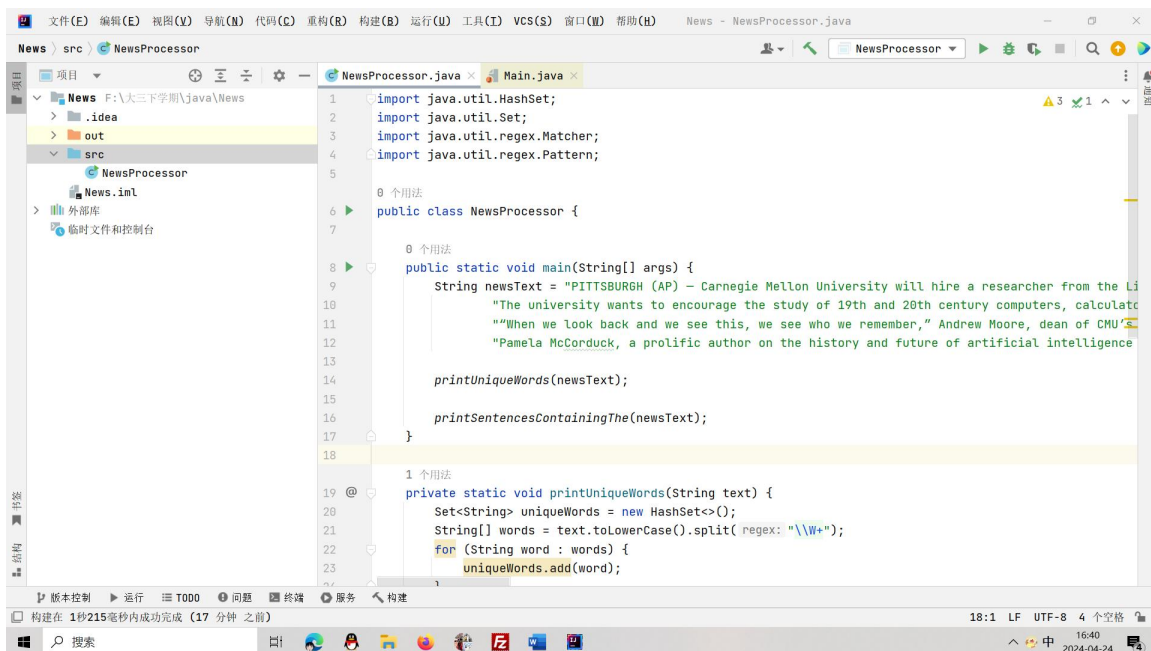 文件(F) 编辑(E) 视图(V) 导航(N) 代码(C) 重构(R) 构建(B) 运行(U) 工具(T) VCS(S) 窗口(W) 帮助(H) News - NewsProcessor.java
News src NewsProcessor NewsProcessor
项目 项目 NewsProcessor.java Main.java
News F:\大三下学期\java\News
.idea
out
src
NewsProcessor
News.iml
外部库
临时文件和控制台
1 import java.util.HashSet; 3 1
2 import java.util.Set;
3 import java.util.regex.Matcher;
4 import java.util.regex.Pattern;
5
0 个用法
6 public class NewsProcessor {
7
0 个用法
8 public static void main(String[] args) {
9 String newsText = "PITTSBURGH (AP) — Carnegie Mellon University will hire a researcher from the Li
10 "The university wants to encourage the study of 19th and 20th century computers, calculato
11 "“When we look back and we see this, we see who we remember,” Andrew Moore, dean of CMU’s
12 "Pamela McCorduck, a prolific author on the history and future of artificial intelligence
13
14 printUniqueWords(newsText);
15
16 printSentencesContainingThe(newsText);
17 }
18
1 个用法
19 @ private static void printUniqueWords(String text) {
20 Set<String> uniqueWords = new HashSet<>();
21 String[] words = text.toLowerCase().split( regex: "\\W+");
22 for (String word : words) {
23 uniqueWords.add(word);
书签
结构
版本控制 运行 TODO 问题 终端 服务 构建
构建在 1秒215毫秒内成功完成 (17 分钟 之前) 18:1 LF UTF-8 4 个空格
搜索 中 16:40
2024-04-24